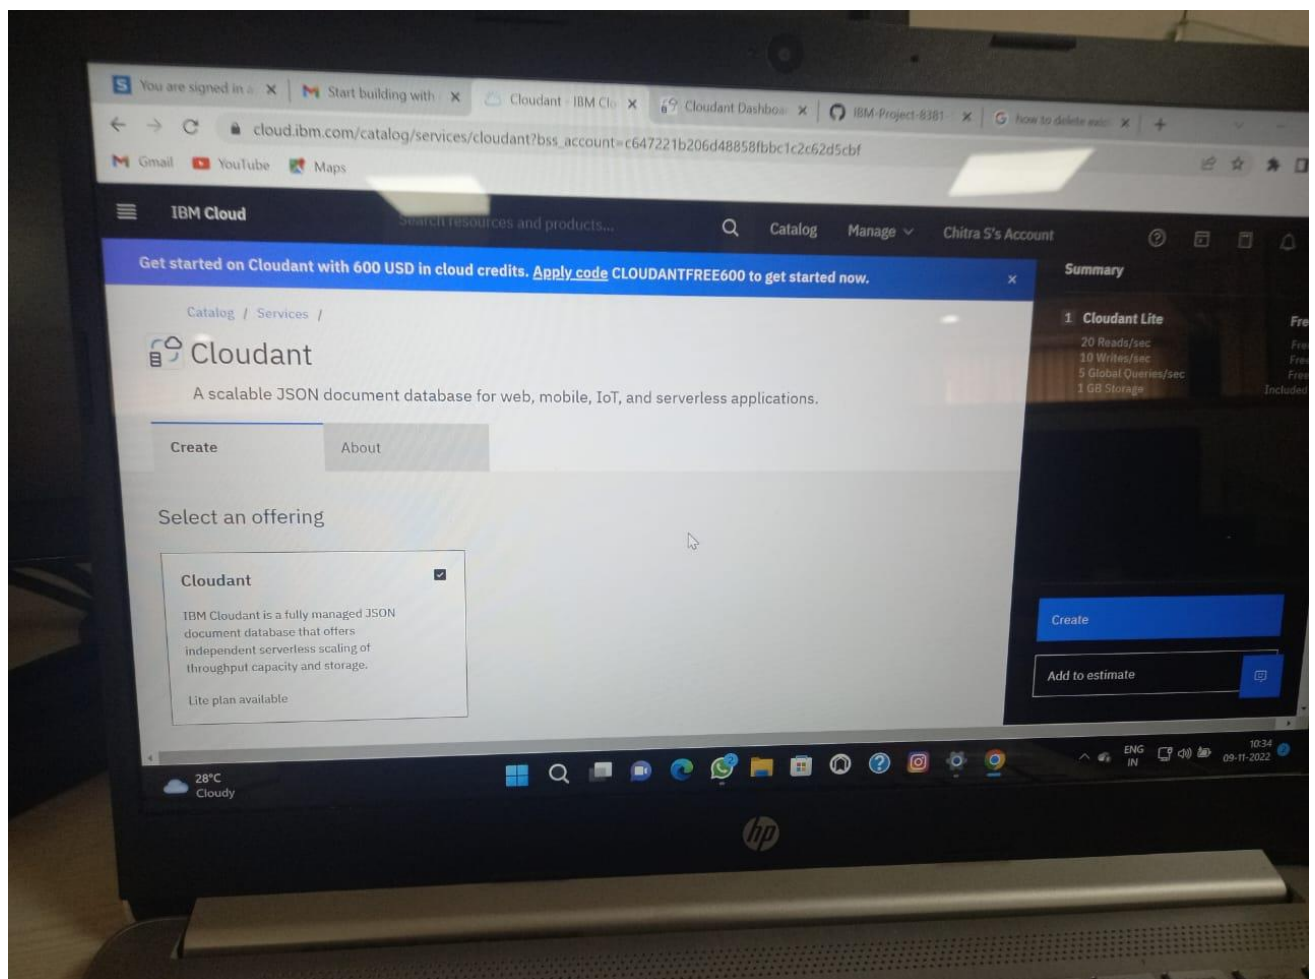 You are signed in a
Start building with
Cloudant - IBM Clo
Cloudant Dashboa
IBM-Project-8381
how to delete exis
cloud.ibm.com/catalog/services/cloudant?bss_account=c647221b206d48858fbbc1c2c62d5cbf
Gmail YouTube Maps
IBM Cloud
Search resources and products...
Catalog
Manage
Chitra S's Account
Get started on Cloudant with 600 USD in cloud credits. Apply code CLOUDANTFREE600 to get started now.
Catalog / Services /
Cloudant
A scalable JSON document database for web, mobile, IoT, and serverless applications.
Create
About
Select an offering
Cloudant
IBM Cloudant is a fully managed JSON
document database that offers
independent serverless scaling of
throughput capacity and storage.
Lite plan available
Summary
1 Cloudant Lite Fre
20 Reads/sec Fre
10 Writes/sec Free
5 Global Queries/sec Free
1 GB Storage Included
Create
Add to estimate
28°C
Cloudy
ENG
IN
10:34
09-11-2022
hp